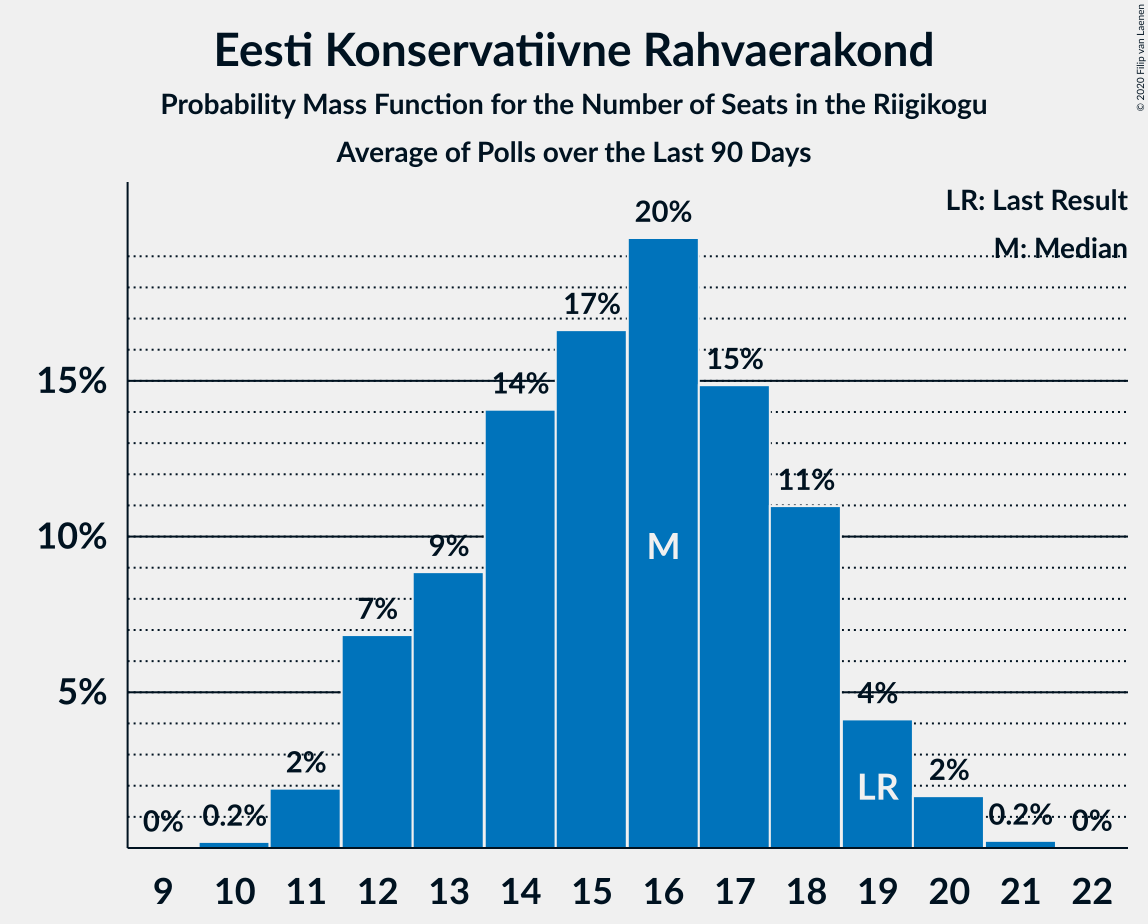 Eesti Konservatiivne Rahvaerakond
Probability Mass Function for the Number of Seats in the Riigikogu
Average of Polls over the Last 90 Days
© 2020 Filip van Laenen
LR: Last Result
M: Median
20%
17%
15%
14%
11%
9%
7%
4%
2%
2%
0%
0.2%
0.2%
0%
M
LR
15%
10%
5%
9 10 11 12 13 14 15 16 17 18 19 20 21 22